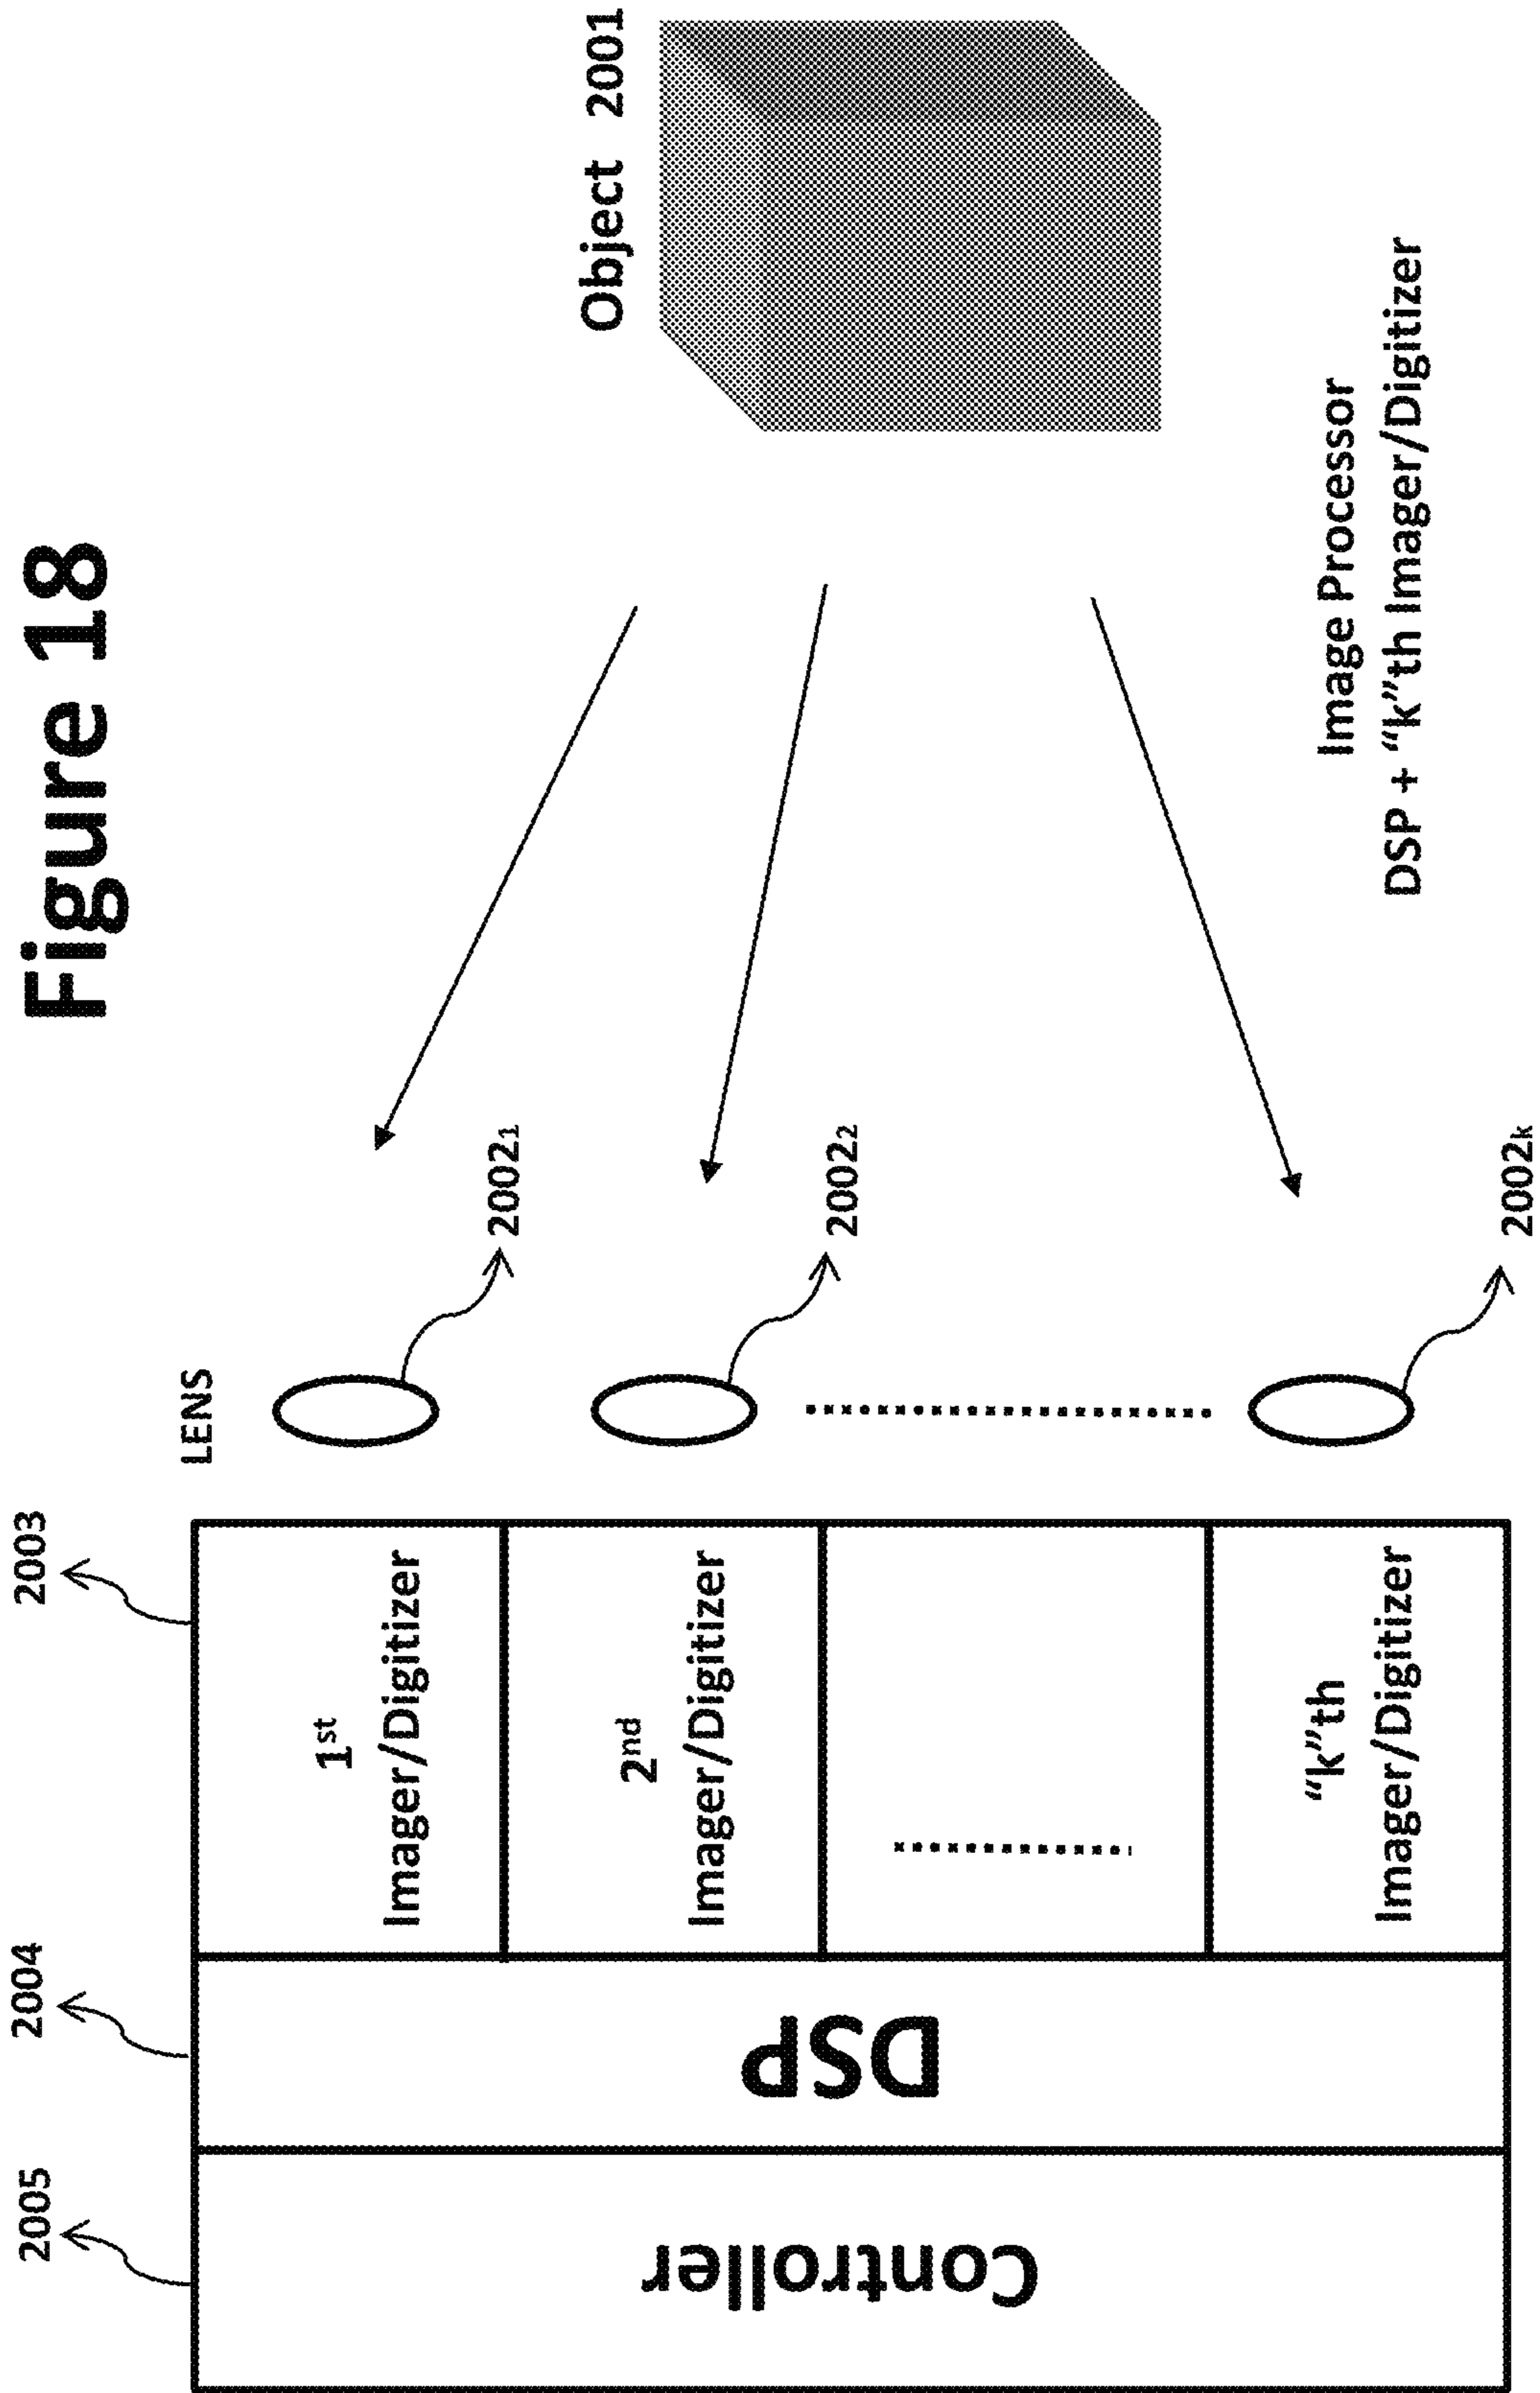 Figure 18
2005
2004
2003
LENS
Object 2001
Controller
DSP
1st
Imager/Digitizer
2nd
Imager/Digitizer
"k"th
Imager/Digitizer
2002₁
2002₂
2002ₖ
Image Processor
DSP + "k"th Imager/Digitizer